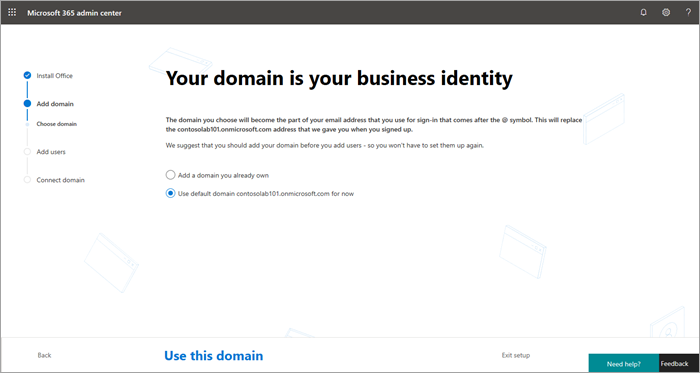 Microsoft 365 admin center
?
Install Office
Add domain
Choose domain
Add users
Connect domain
Your domain is your business identity
The domain you choose will become the part of your email address that you use for sign-in that comes after the @ symbol. This will replace
the contosolab101.onmicrosoft.com address that we gave you when you signed up.
We suggest that you should add your domain before you add users - so you won't have to set them up again.
Add a domain you already own
Use default domain contosolab101.onmicrosoft.com for now
Back
Use this domain
Exit setup
Need help?
Feedback